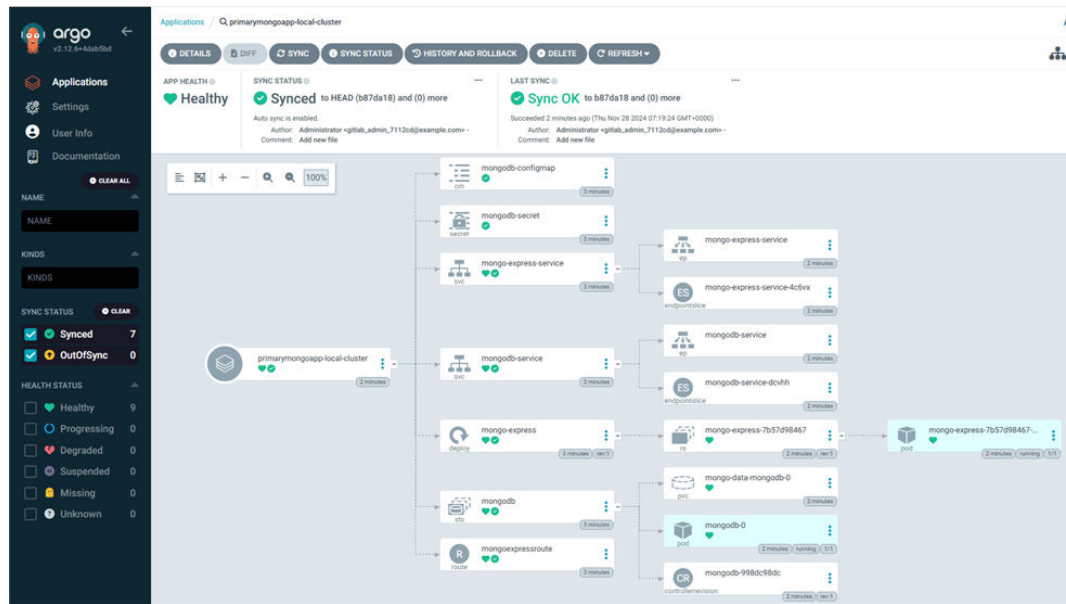 argo
v2.12.6+4dab5bd
Applications
Settings
User Info
Documentation
CLEAR ALL
NAME
NAME
KINDS
KINDS
SYNC STATUS
CLEAR
Synced 7
OutOfSync 0
HEALTH STATUS
Healthy 9
Progressing 0
Degraded 0
Suspended 0
Missing 0
Unknown 0
Applications / primarymongoapp-local-cluster
DETAILS DIFF SYNC SYNC STATUS HISTORY AND ROLLBACK DELETE REFRESH
APP HEALTH
Healthy
SYNC STATUS
Synced to HEAD (b87da18) and (0) more
Auto sync is enabled.
Author: Administrator <gitlab_admin_7112cd@example.com> -
Comment: Add new file
LAST SYNC
Sync OK to b87da18 and (0) more
Succeeded 2 minutes ago (Thu Nov 28 2024 07:19:24 GMT+0000)
Author: Administrator <gitlab_admin_7112cd@example.com> -
Comment: Add new file
100%
primarymongoapp-local-cluster
2 minutes
mongodb-configmap
cm
3 minutes
mongodb-secret
secret
3 minutes
mongo-express-service
svc
3 minutes
mongo-express-service
ep
2 minutes
ES
mongo-express-service-4c6vx
endpointslice
2 minutes
mongodb-service
svc
3 minutes
mongodb-service
ep
2 minutes
ES
mongodb-service-dcvhh
endpointslice
2 minutes
mongo-express
deploy
3 minutes rev:1
mongo-express-7b57d98467
rs
2 minutes rev:1
mongo-express-7b57d98467-...
pod
2 minutes running 1/1
mongodb
sts
3 minutes
mongo-data-mongodb-0
pvc
2 minutes
mongodb-0
pod
2 minutes running 1/1
CR
mongodb-998dc98dc
controllerrevision
2 minutes rev:1
R
mongoexpressroute
route
3 minutes